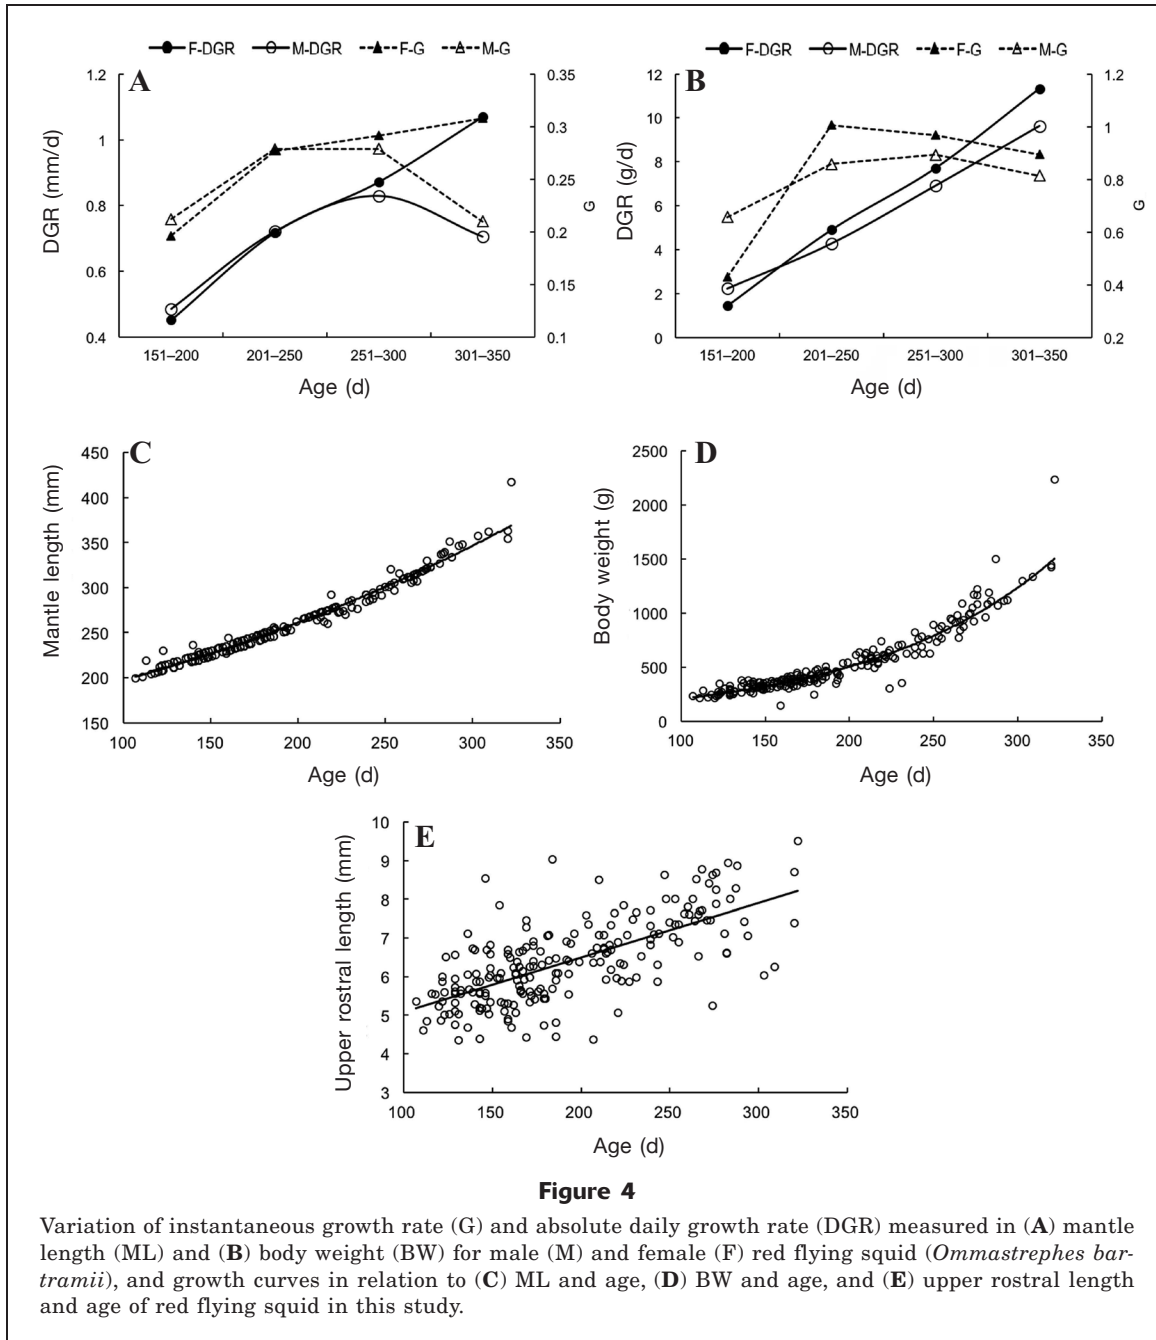 F-DGR M-DGR F-G M-G
A
1.2
1
0.8
0.6
0.4
DGR (mm/d)
0.35
0.3
0.25
0.2
0.15
0.1
G
151–200 201–250 251–300 301–350
Age (d)
F-DGR M-DGR F-G M-G
B
12
10
8
6
4
2
0
DGR (g/d)
1.2
1
0.8
0.6
0.4
0.2
G
151–200 201–250 251–300 301–350
Age (d)
C
450
400
350
300
250
200
150
Mantle length (mm)
100 150 200 250 300 350
Age (d)
D
2500
2000
1500
1000
500
0
Body weight (g)
100 150 200 250 300 350
Age (d)
E
10
9
8
7
6
5
4
3
Upper rostral length (mm)
100 150 200 250 300 350
Age (d)
Figure 4
Variation of instantaneous growth rate (G) and absolute daily growth rate (DGR) measured in (A) mantle
length (ML) and (B) body weight (BW) for male (M) and female (F) red flying squid (Ommastrephes bar-
tramii), and growth curves in relation to (C) ML and age, (D) BW and age, and (E) upper rostral length
and age of red flying squid in this study.